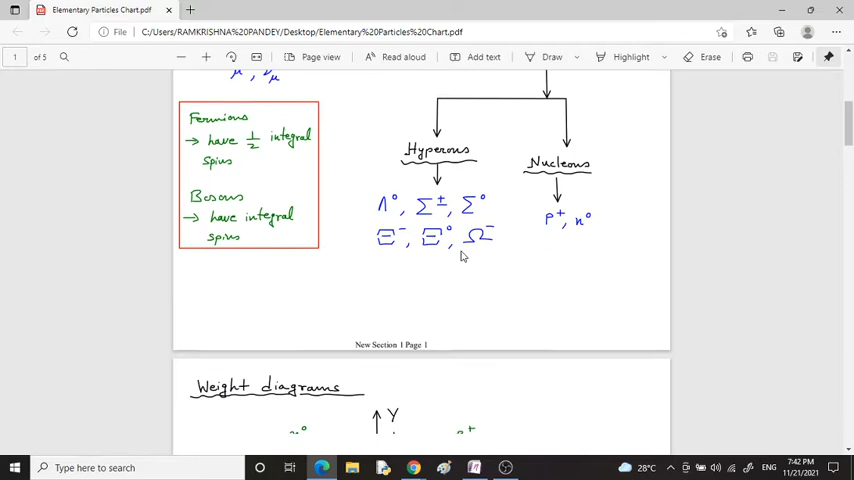 Elementary Particles Chart.pdf
File
C:/Users/RAMKRISHNA PANDEY/Desktop/Elementary%20Particles%20Chart.pdf
1 of 5
Page view
Read aloud
Add text
Draw
Highlight
Erase
μ, ν_μ
Fermions
→ have 1/2 integral
spins
Bosons
→ have integral
spins
Hyperons
Λ⁰, Σ±, Σ⁰
Ξ⁻, Ξ⁰, Ω⁻
Nucleons
P⁺, n⁰
New Section 1 Page 1
Weight diagrams
Y
n⁰
P⁺
Type here to search
28°C
ENG
7:42 PM
11/21/2021